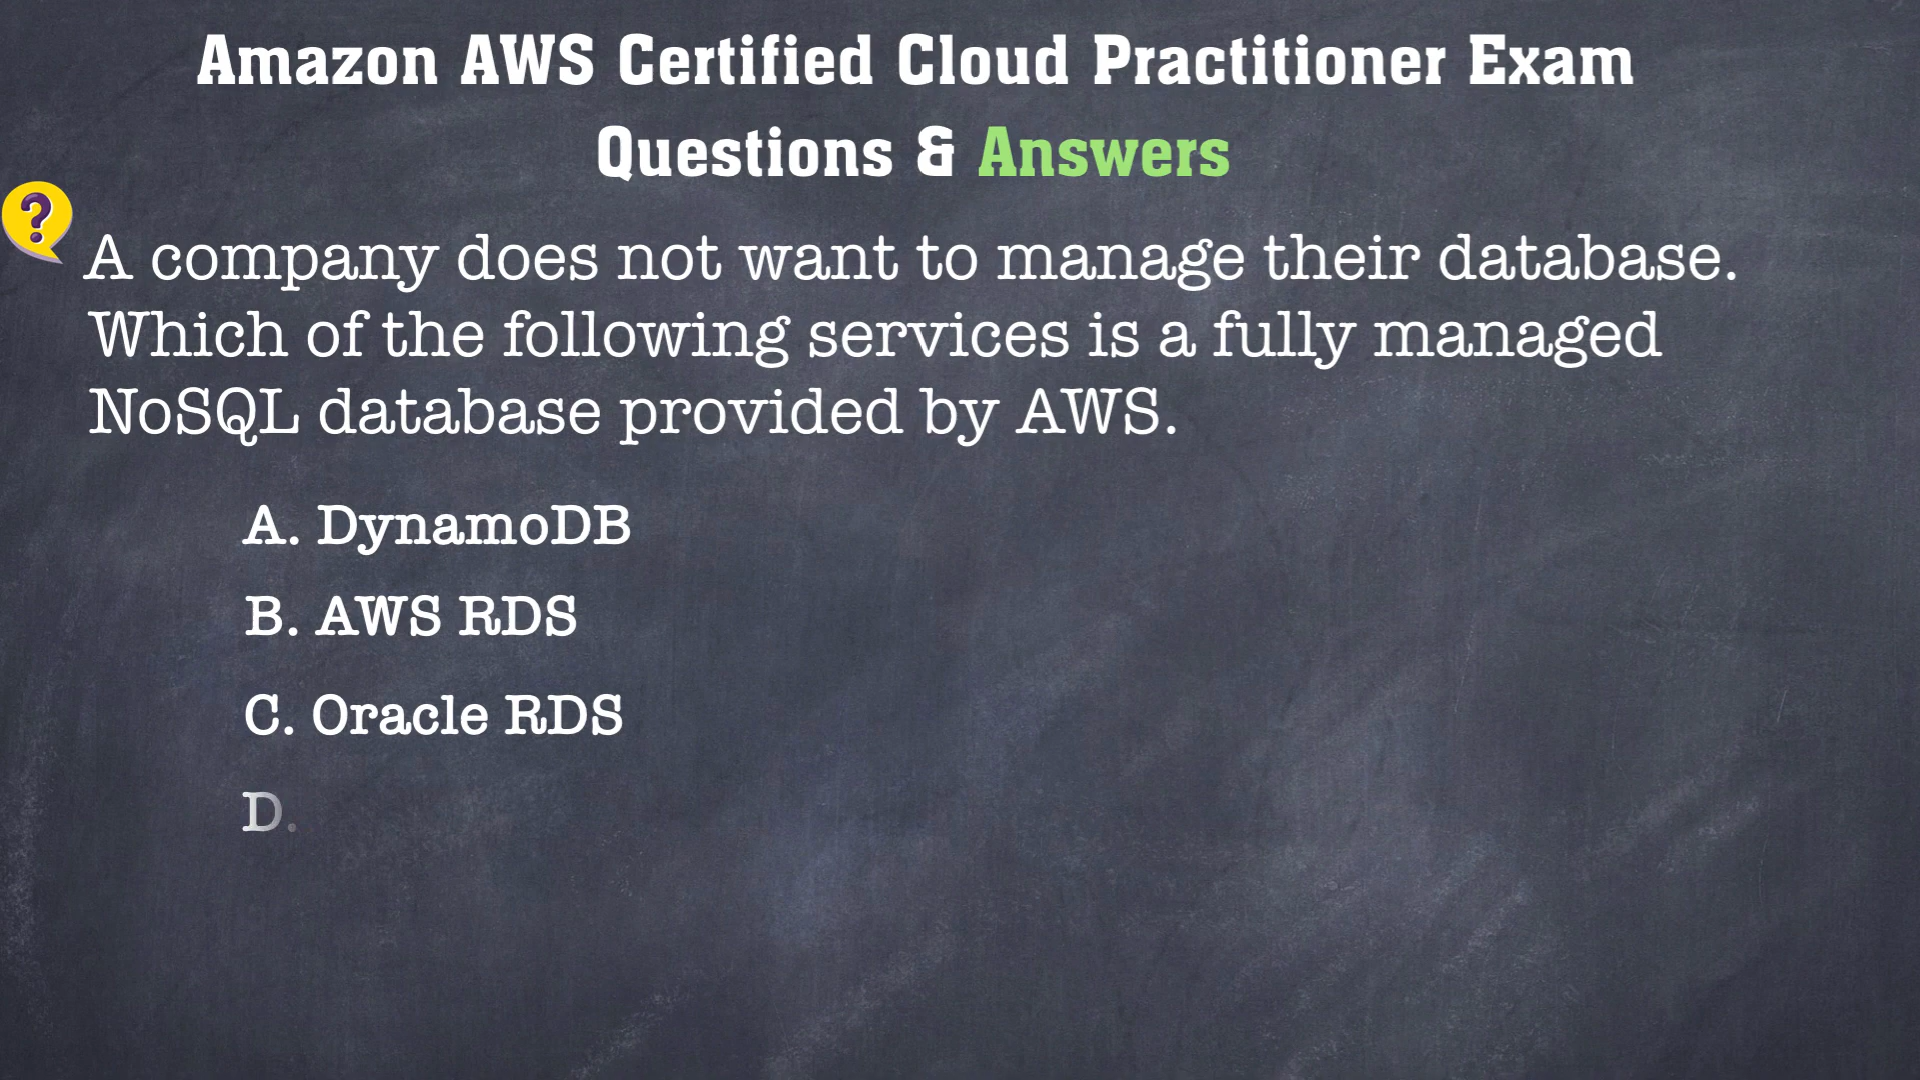 Amazon AWS Certified Cloud Practitioner Exam
Questions & Answers
?
A company does not want to manage their database.
Which of the following services is a fully managed
NoSQL database provided by AWS.
A. DynamoDB
B. AWS RDS
C. Oracle RDS
D.